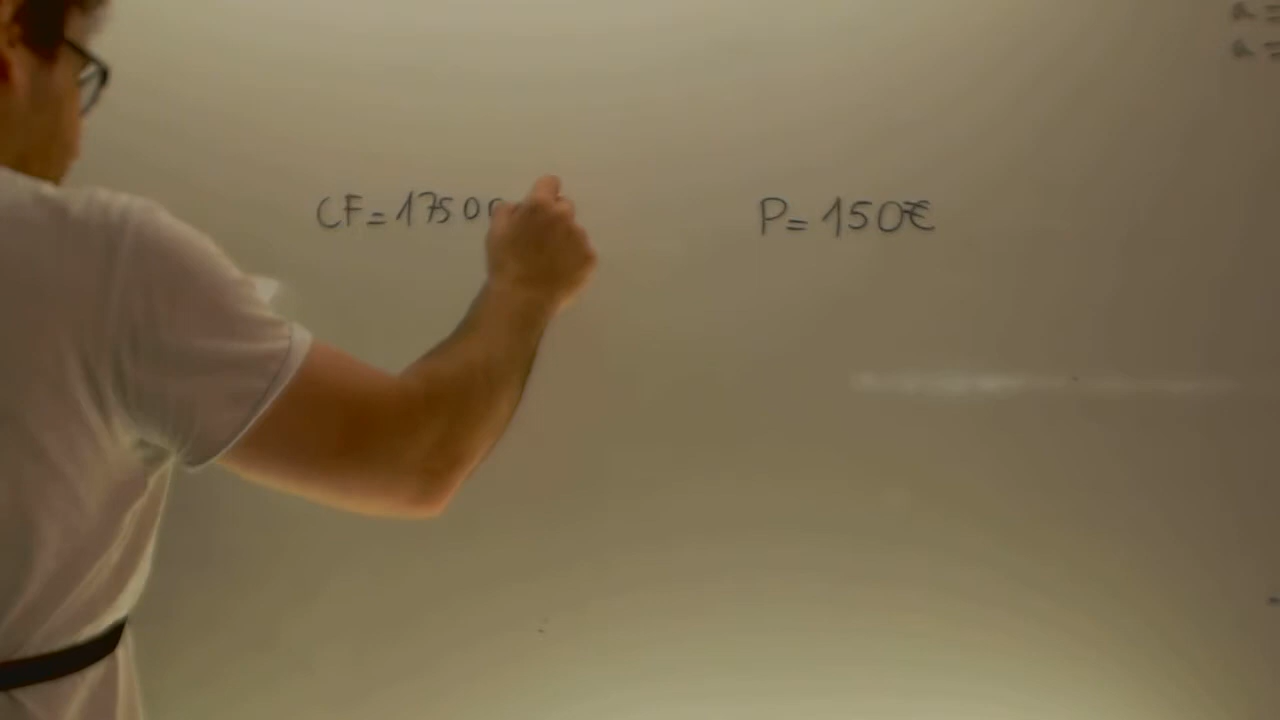 CF=1750 P=150€
a =
a =